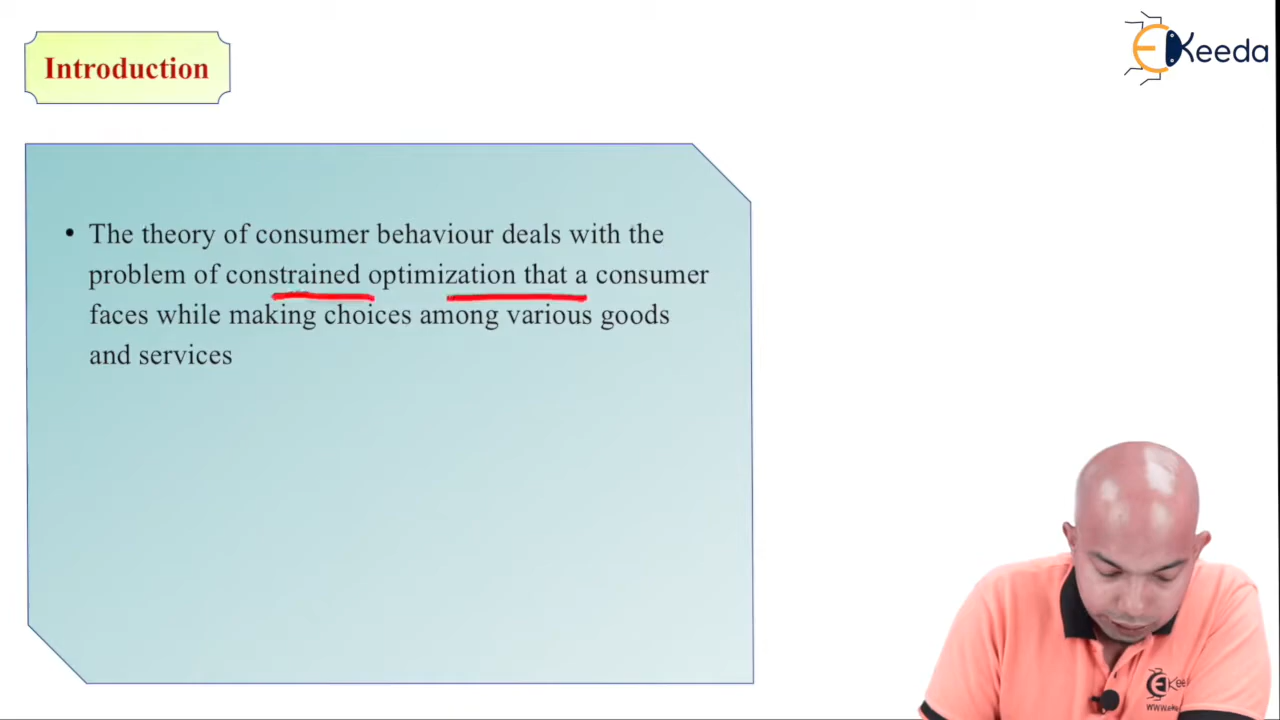 Introduction
EKeeda
• The theory of consumer behaviour deals with the
problem of constrained optimization that a consumer
faces while making choices among various goods
and services